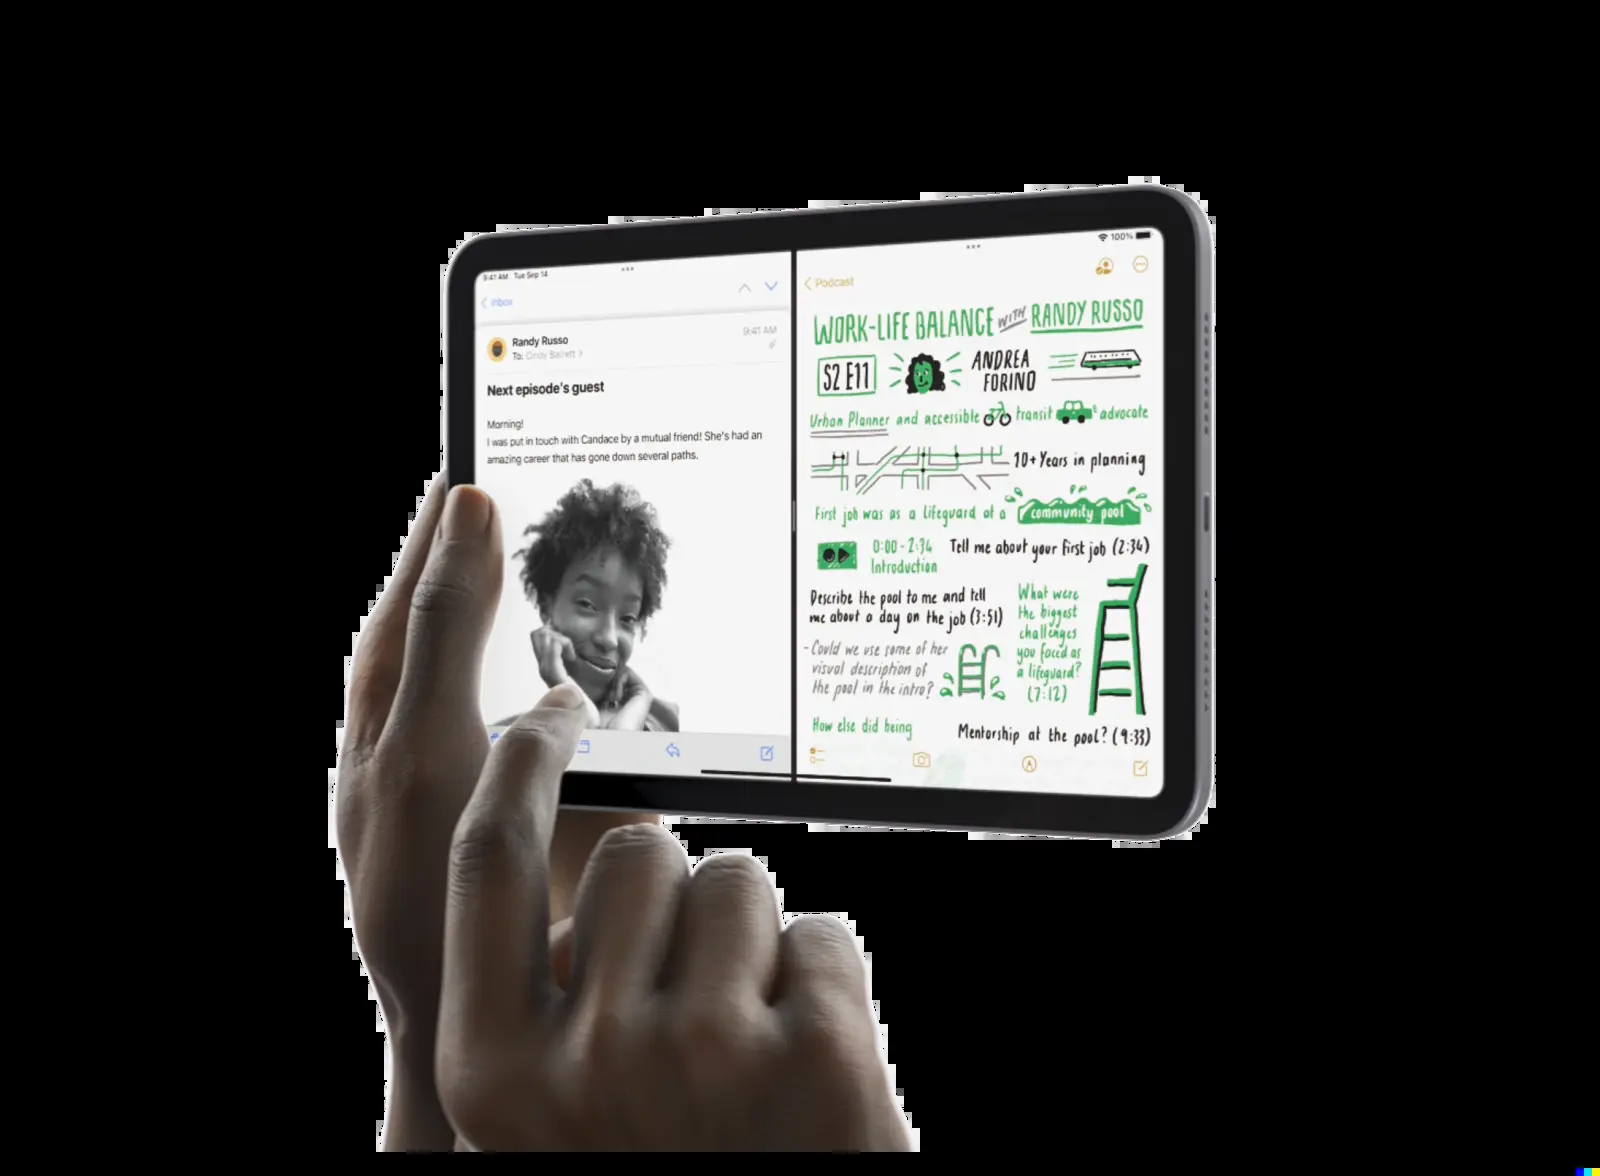 9:41 AM Tue Sep 14
Inbox
Randy Russo
9:41 AM
To: Cindy Barrett
Next episode's guest
Morning!
I was put in touch with Candace by a mutual friend! She's had an
amazing career that has gone down several paths.
100%
Podcast
WORK-LIFE BALANCE WITH RANDY RUSSO
S2 E11
ANDREA
FORINO
Urban Planner and accessible transit advocate
10+ Years in planning
First job was as a lifeguard at a community pool
0:00 - 2:34
Introduction
Tell me about your first job (2:34)
Describe the pool to me and tell
me about a day on the job (3:51)
- Could we use some of her
visual description of
the pool in the intro?
What were
the biggest
challenges
you faced as
a lifeguard?
(7:12)
How else did being
Mentorship at the pool? (9:33)